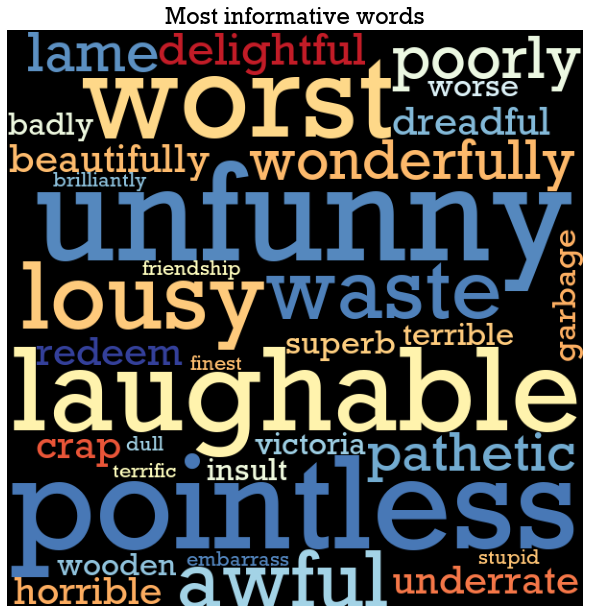 Most informative words
lame delightful poorly
worst worse
badly dreadful
beautifully wonderfully
brilliantly
unfunny
garbage
friendship
lousy waste
superb terrible
redeem finest
laughable
crap dull victoria pathetic
terrific insult
pointless
wooden embarrass stupid
horrible awful underrate